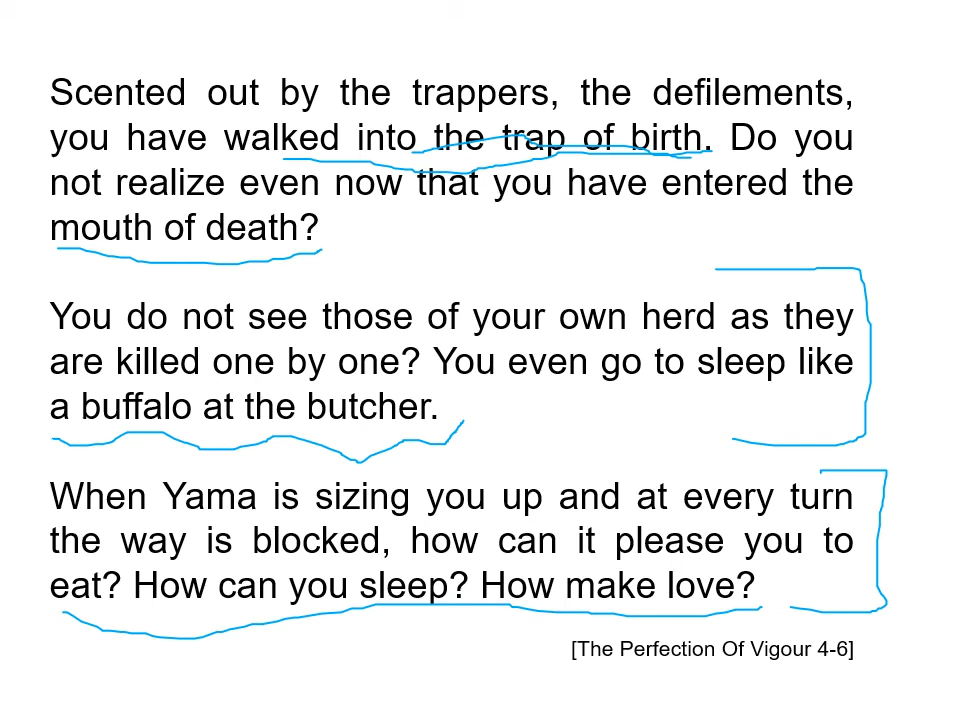 Scented out by the trappers, the defilements,
you have walked into the trap of birth. Do you
not realize even now that you have entered the
mouth of death?
You do not see those of your own herd as they
are killed one by one? You even go to sleep like
a buffalo at the butcher.
When Yama is sizing you up and at every turn
the way is blocked, how can it please you to
eat? How can you sleep? How make love?
[The Perfection Of Vigour 4-6]